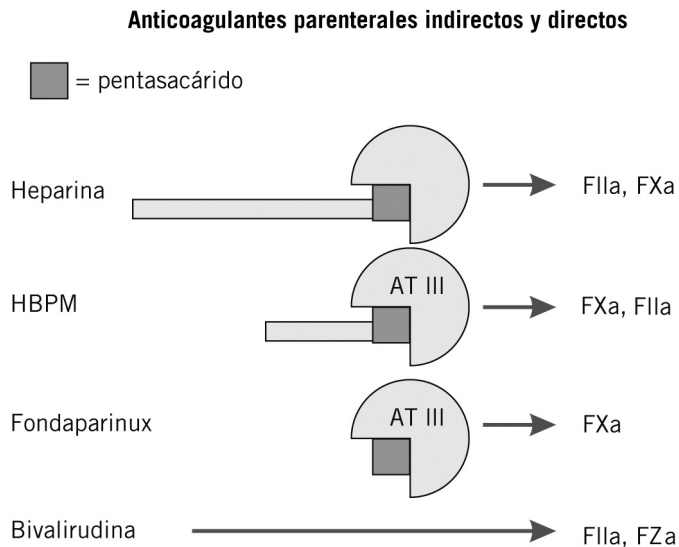 Anticoagulantes parenterales indirectos y directos
= pentasacárido
Heparina
FIIa, FXa
HBPM
AT III
FXa, FIIa
Fondaparinux
AT III
FXa
Bivalirudina
FIIa, FZa